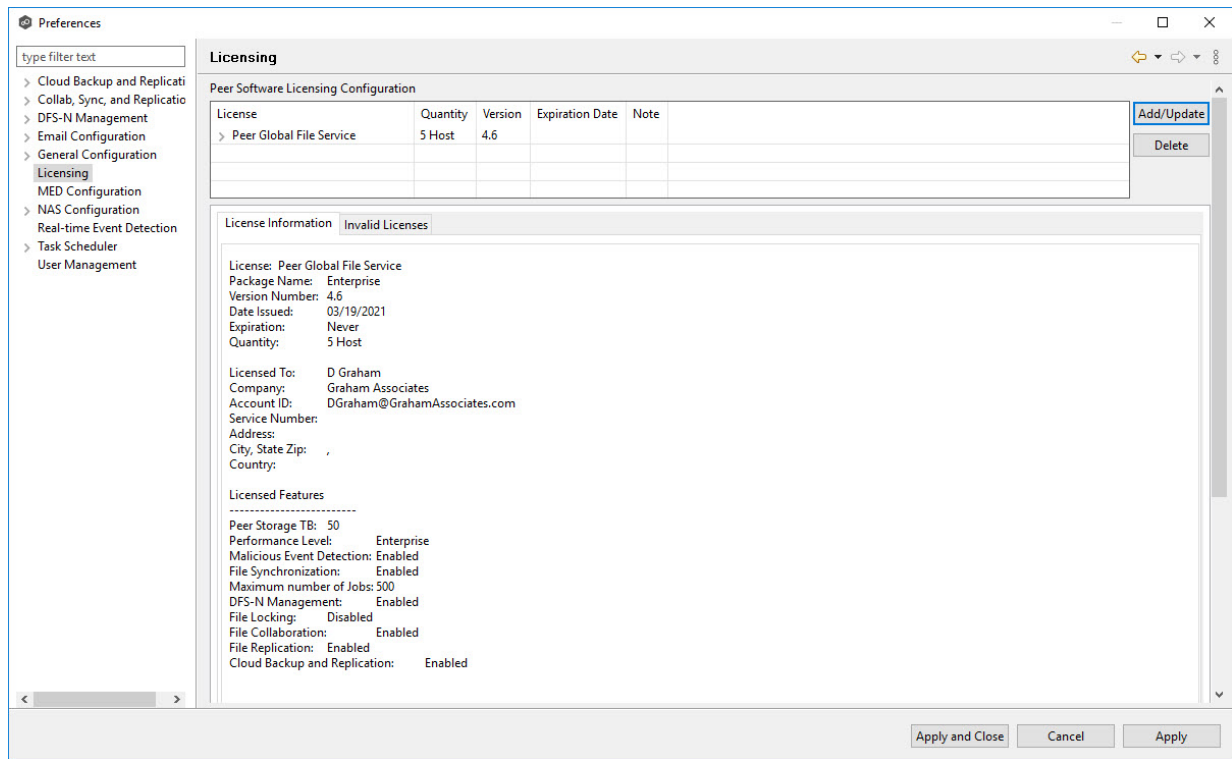 Preferences
type filter text
Cloud Backup and Replicati
Collab, Sync, and Replicatio
DFS-N Management
Email Configuration
General Configuration
Licensing
MED Configuration
NAS Configuration
Real-time Event Detection
Task Scheduler
User Management
Licensing
Peer Software Licensing Configuration
License Quantity Version Expiration Date Note
Peer Global File Service 5 Host 4.6
Add/Update
Delete
License Information Invalid Licenses
License: Peer Global File Service
Package Name: Enterprise
Version Number: 4.6
Date Issued: 03/19/2021
Expiration: Never
Quantity: 5 Host
Licensed To: D Graham
Company: Graham Associates
Account ID: DGraham@GrahamAssociates.com
Service Number:
Address:
City, State Zip: ,
Country:
Licensed Features
-------------------------
Peer Storage TB: 50
Performance Level: Enterprise
Malicious Event Detection: Enabled
File Synchronization: Enabled
Maximum number of Jobs: 500
DFS-N Management: Enabled
File Locking: Disabled
File Collaboration: Enabled
File Replication: Enabled
Cloud Backup and Replication: Enabled
Apply and Close Cancel Apply